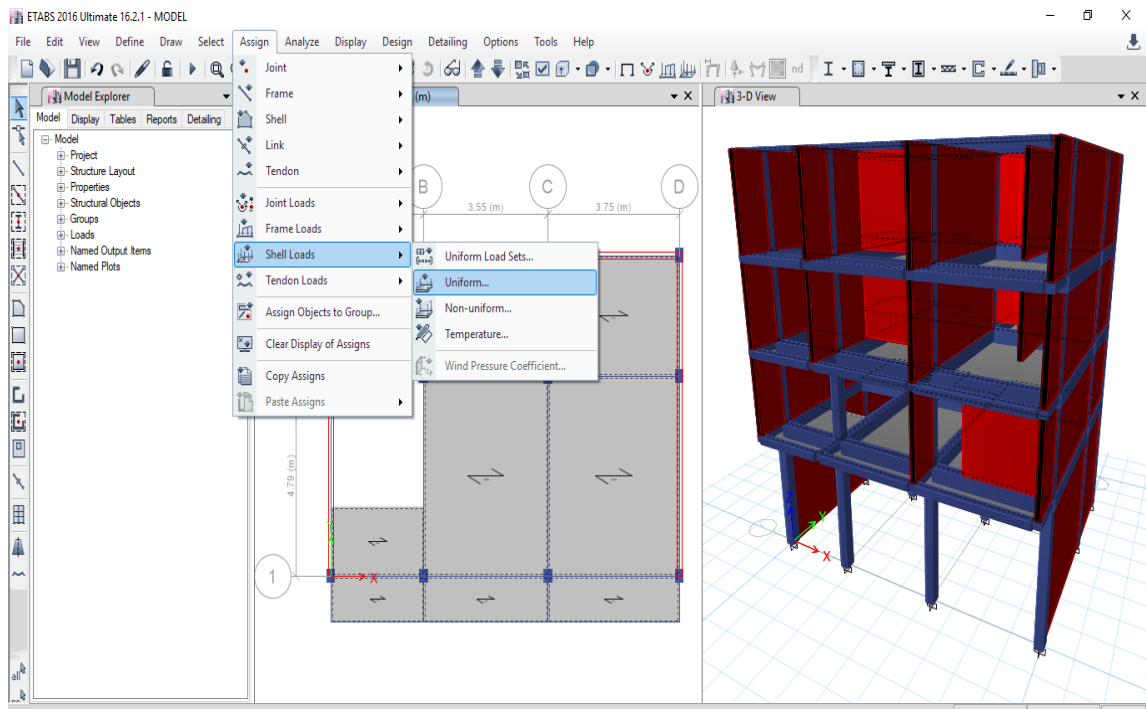 ETABS 2016 Ultimate 16.2.1 - MODEL
File Edit View Define Draw Select Assign Analyze Display Design Detailing Options Tools Help
nd
Model Explorer
(m)
3-D View
Model Display Tables Reports Detailing
Model
Project
Structure Layout
Properties
Structural Objects
Groups
Loads
Named Output Items
Named Plots
Joint
Frame
Shell
Link
Tendon
Joint Loads
Frame Loads
Shell Loads
Tendon Loads
Assign Objects to Group...
Clear Display of Assigns
Copy Assigns
Paste Assigns
Uniform Load Sets...
Uniform...
Non-uniform...
Temperature...
Wind Pressure Coefficient...
B C D
3.55 (m) 3.75 (m)
4.79 (m)
1
X
Z
Y
X
all